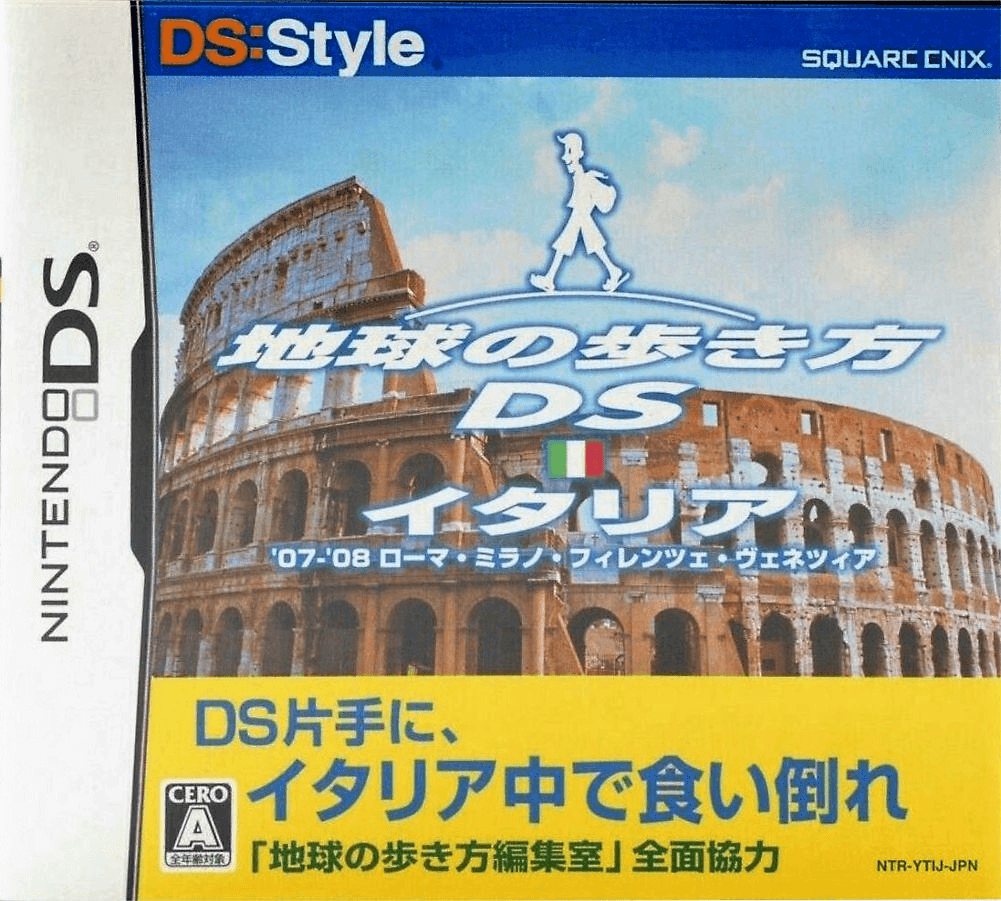 DS:Style
SQUARE ENIX®
NINTENDO DS®
地球の歩き方
DS
イタリア
'07-'08 ローマ・ミラノ・フィレンツェ・ヴェネツィア
DS片手に、
イタリア中で食い倒れ
「地球の歩き方編集室」全面協力
CERO
A
全年齢対象
NTR-YTIJ-JPN